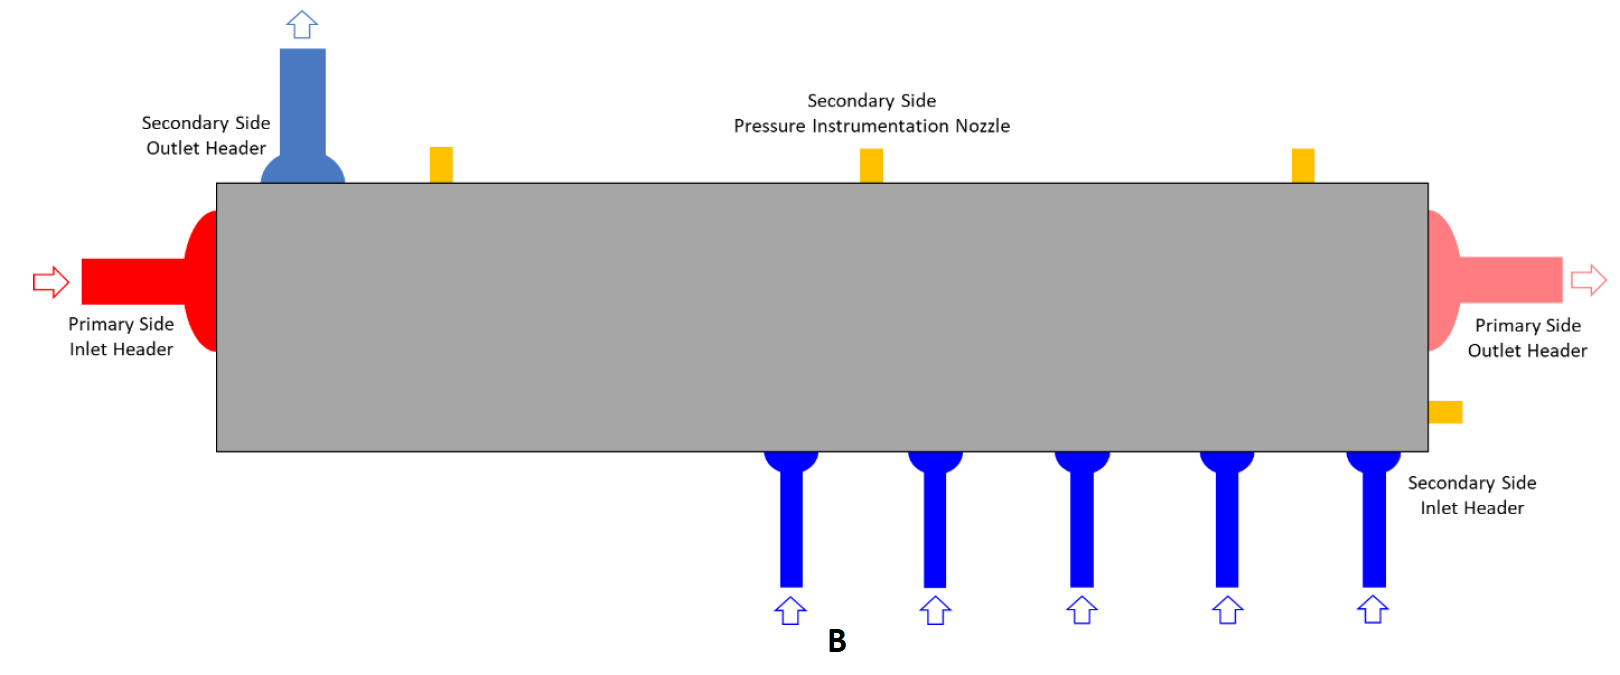 Secondary Side
Pressure Instrumentation Nozzle
Secondary Side
Outlet Header
Primary Side
Inlet Header
Primary Side
Outlet Header
Secondary Side
Inlet Header
B